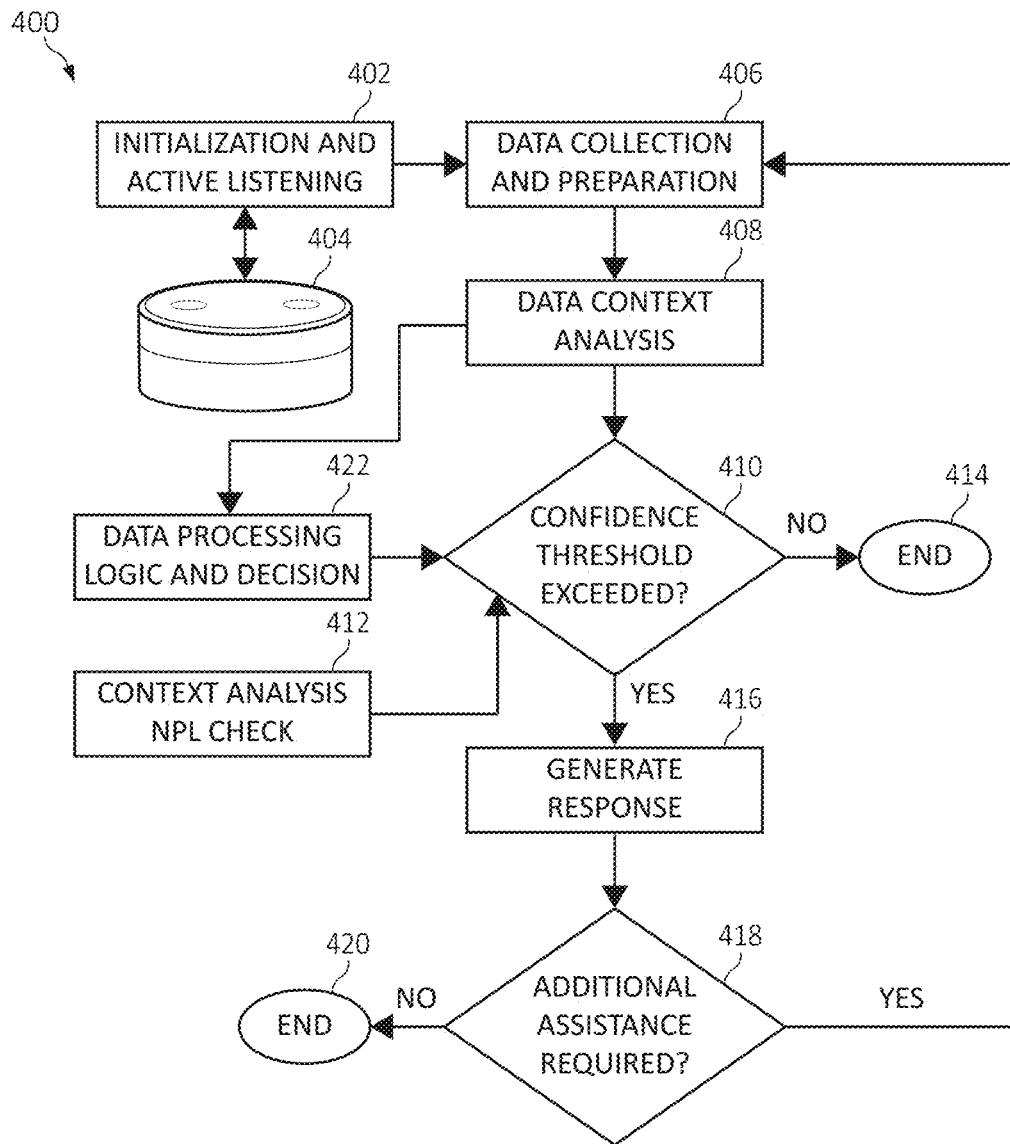 400
402
INITIALIZATION AND
ACTIVE LISTENING
406
DATA COLLECTION
AND PREPARATION
404
408
DATA CONTEXT
ANALYSIS
422
DATA PROCESSING
LOGIC AND DECISION
410
CONFIDENCE
THRESHOLD
EXCEEDED?
NO
414
END
412
CONTEXT ANALYSIS
NPL CHECK
YES
416
GENERATE
RESPONSE
418
ADDITIONAL
ASSISTANCE
REQUIRED?
NO
420
END
YES